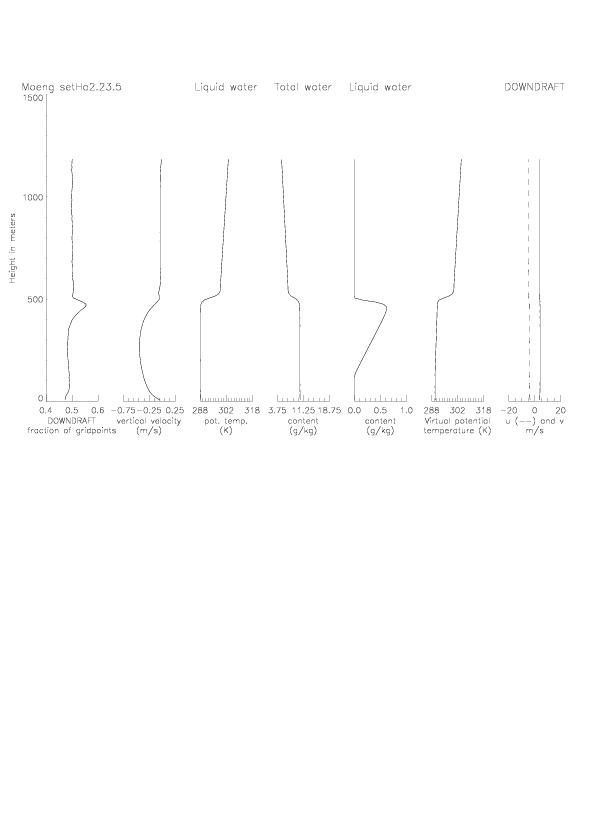 Moeng setHa2.23.5 Liquid water Total water Liquid water DOWNDRAFT
1500
1000
500
0
Height in meters
0.4 0.5 0.6 −0.75 −0.25 0.25 288 302 318 3.75 11.25 18.75 0.0 0.5 1.0 288 302 318 −20 0 20
DOWNDRAFT vertical velocity pot. temp. content content Virtual potential u (−−) and v
fraction of gridpoints (m/s) (K) (g/kg) (g/kg) temperature (K) m/s